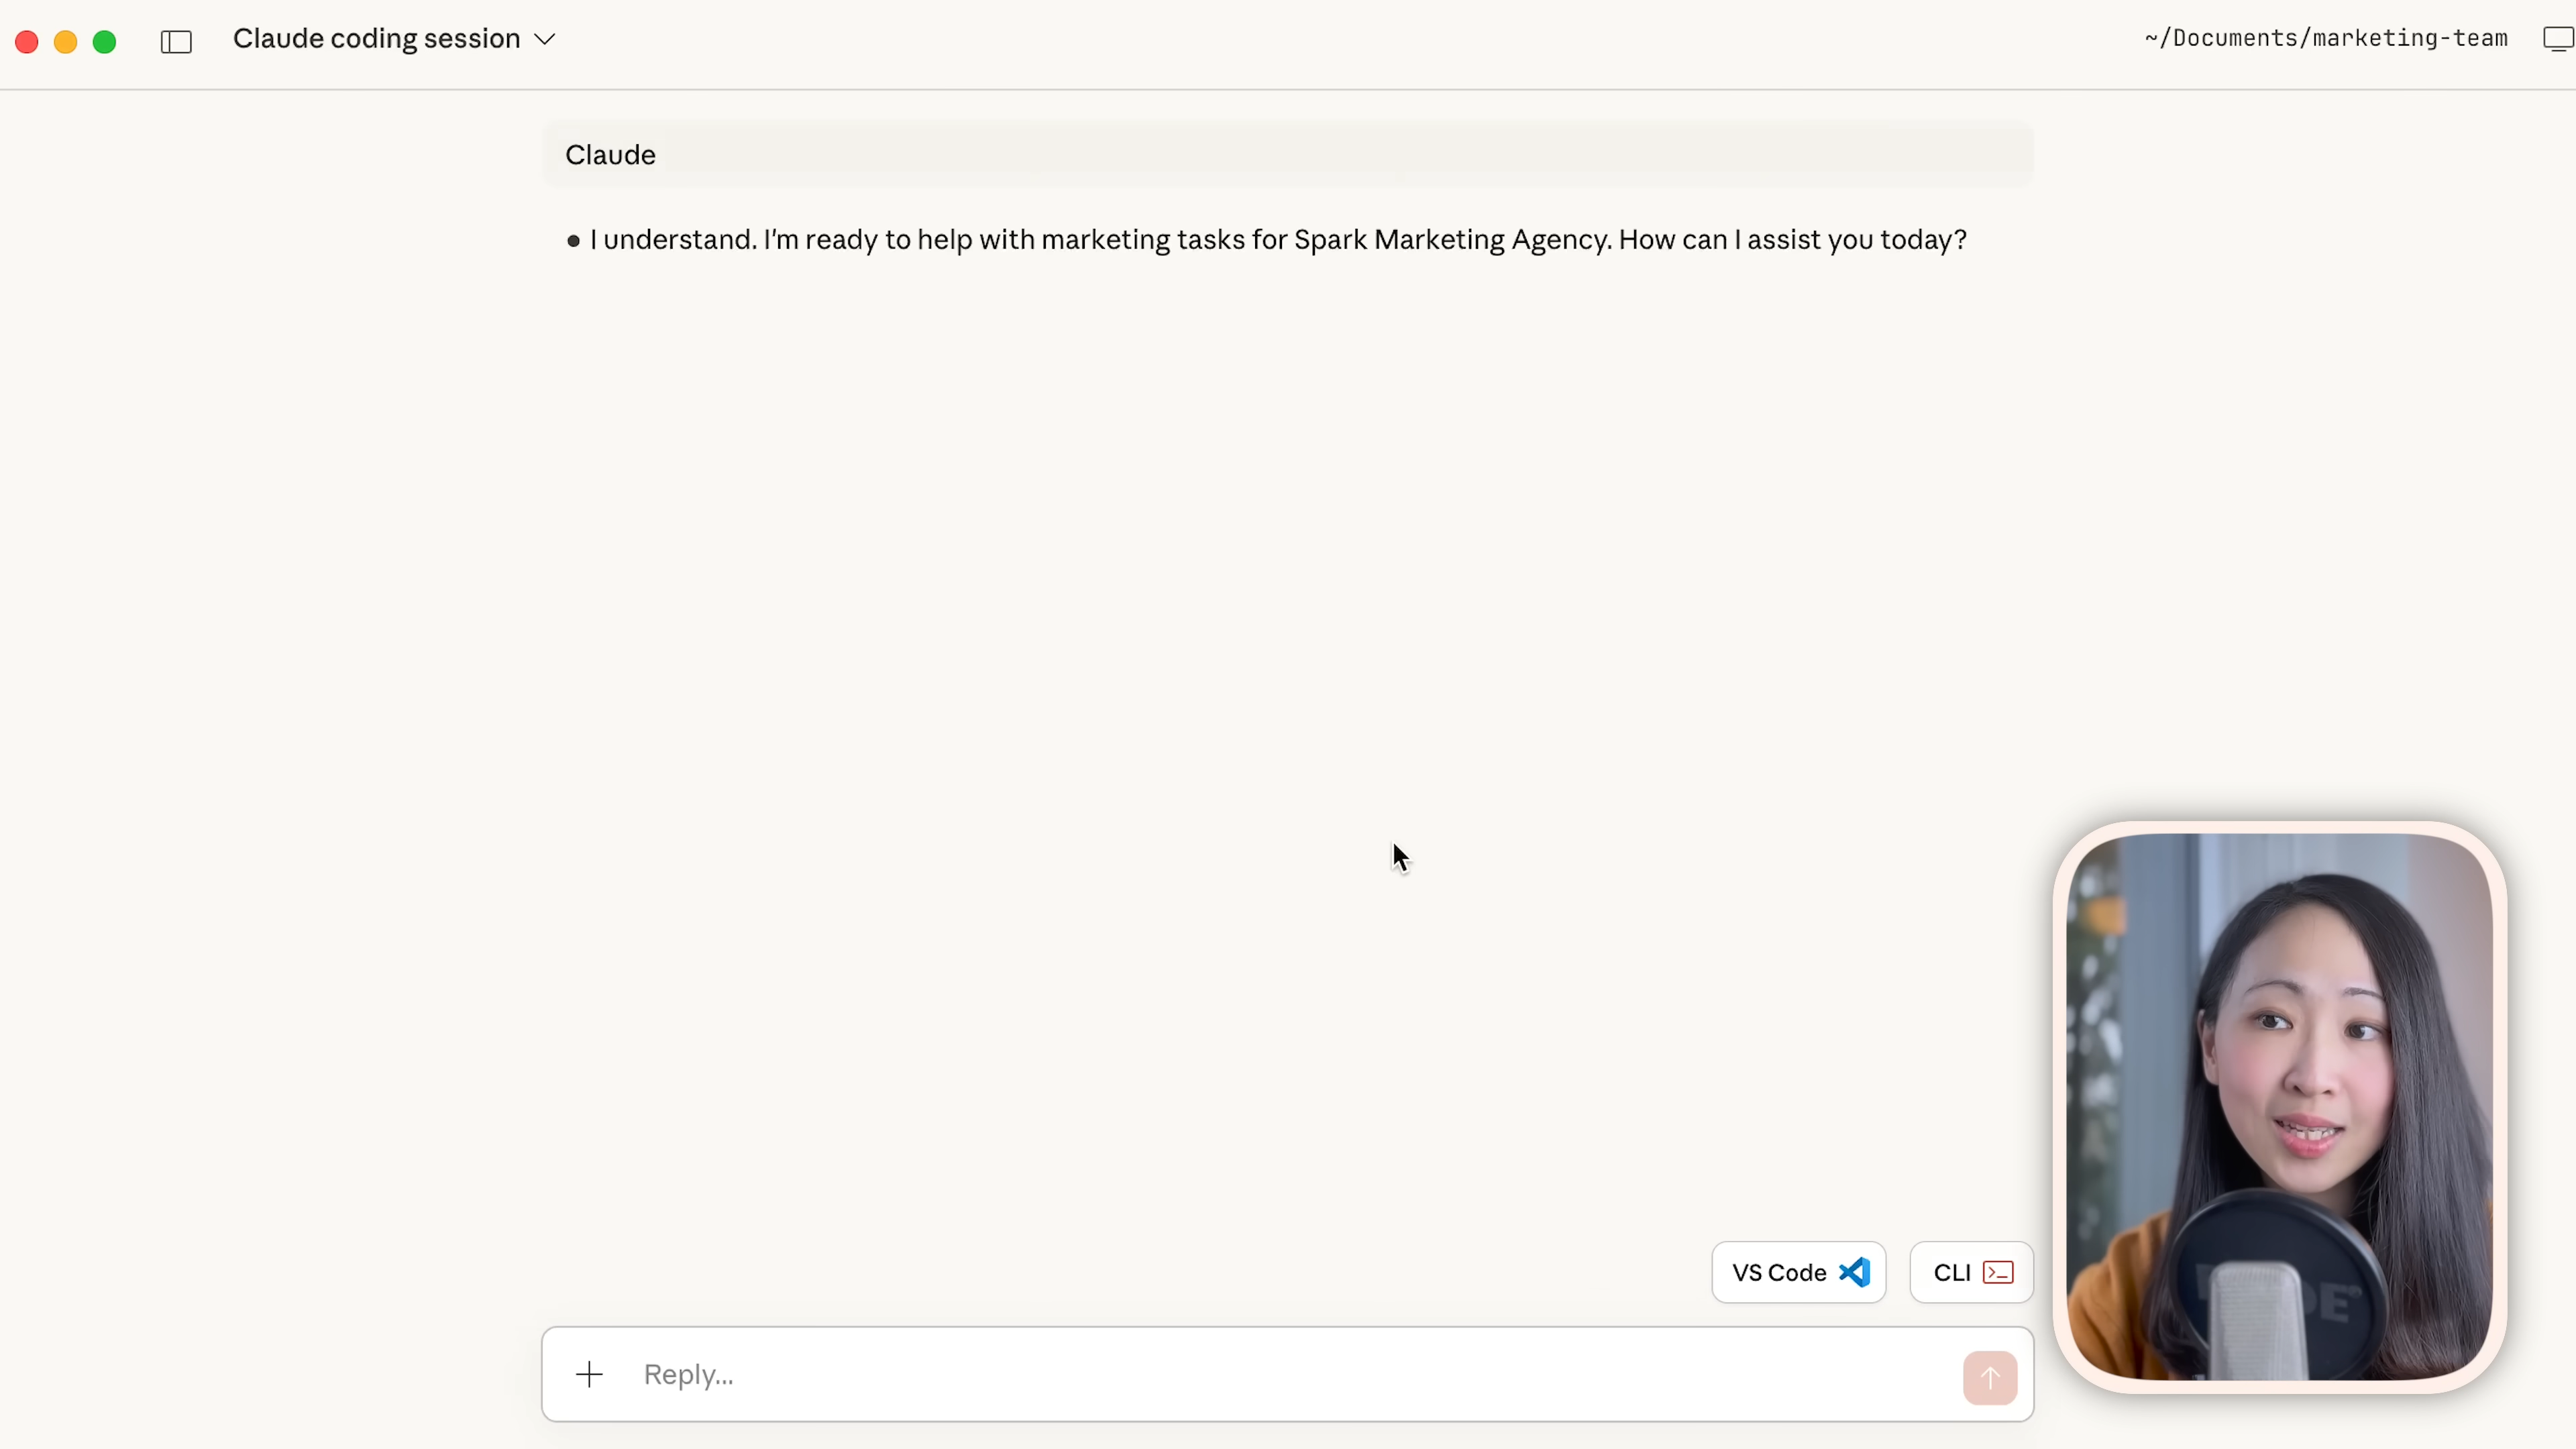 Claude coding session
~/Documents/marketing-team
Claude
I understand. I'm ready to help with marketing tasks for Spark Marketing Agency. How can I assist you today?
VS Code
CLI
Reply...